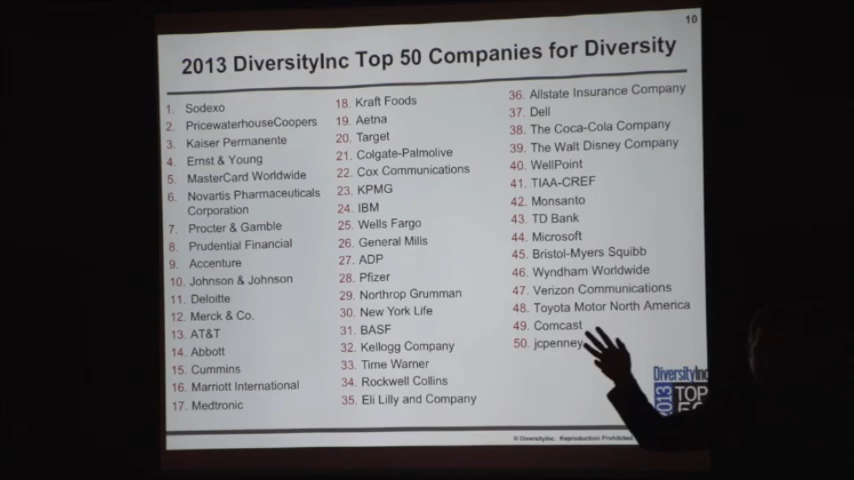 10
2013 DiversityInc Top 50 Companies for Diversity
1. Sodexo
2. PricewaterhouseCoopers
3. Kaiser Permanente
4. Ernst & Young
5. MasterCard Worldwide
6. Novartis Pharmaceuticals
Corporation
7. Procter & Gamble
8. Prudential Financial
9. Accenture
10. Johnson & Johnson
11. Deloitte
12. Merck & Co.
13. AT&T
14. Abbott
15. Cummins
16. Marriott International
17. Medtronic
18. Kraft Foods
19. Aetna
20. Target
21. Colgate-Palmolive
22. Cox Communications
23. KPMG
24. IBM
25. Wells Fargo
26. General Mills
27. ADP
28. Pfizer
29. Northrop Grumman
30. New York Life
31. BASF
32. Kellogg Company
33. Time Warner
34. Rockwell Collins
35. Eli Lilly and Company
36. Allstate Insurance Company
37. Dell
38. The Coca-Cola Company
39. The Walt Disney Company
40. WellPoint
41. TIAA-CREF
42. Monsanto
43. TD Bank
44. Microsoft
45. Bristol-Myers Squibb
46. Wyndham Worldwide
47. Verizon Communications
48. Toyota Motor North America
49. Comcast
50. jcpenney
DiversityInc
2013 TOP
5
© DiversityInc. Reproduction Prohibited